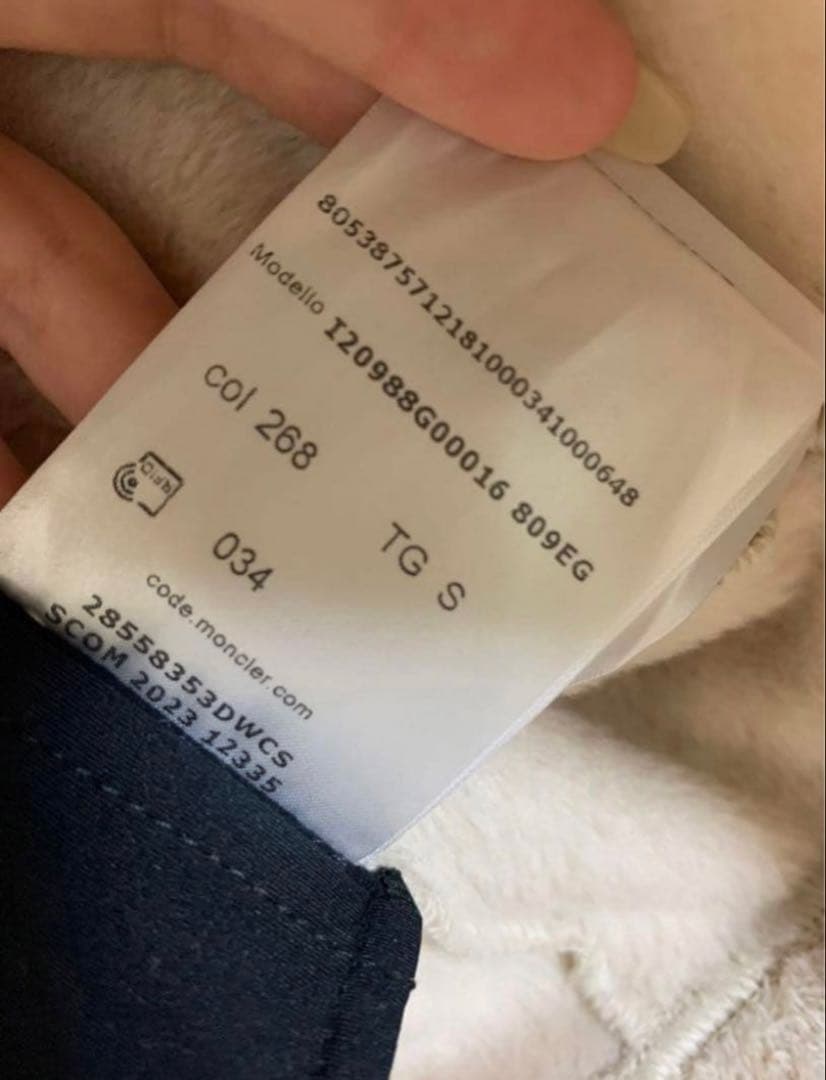 8053875712181000341000648
Modello I20988G00016 809EG
col 268
TG S
034
code.moncler.com
28558353DWCS
SCOM 2023 12335